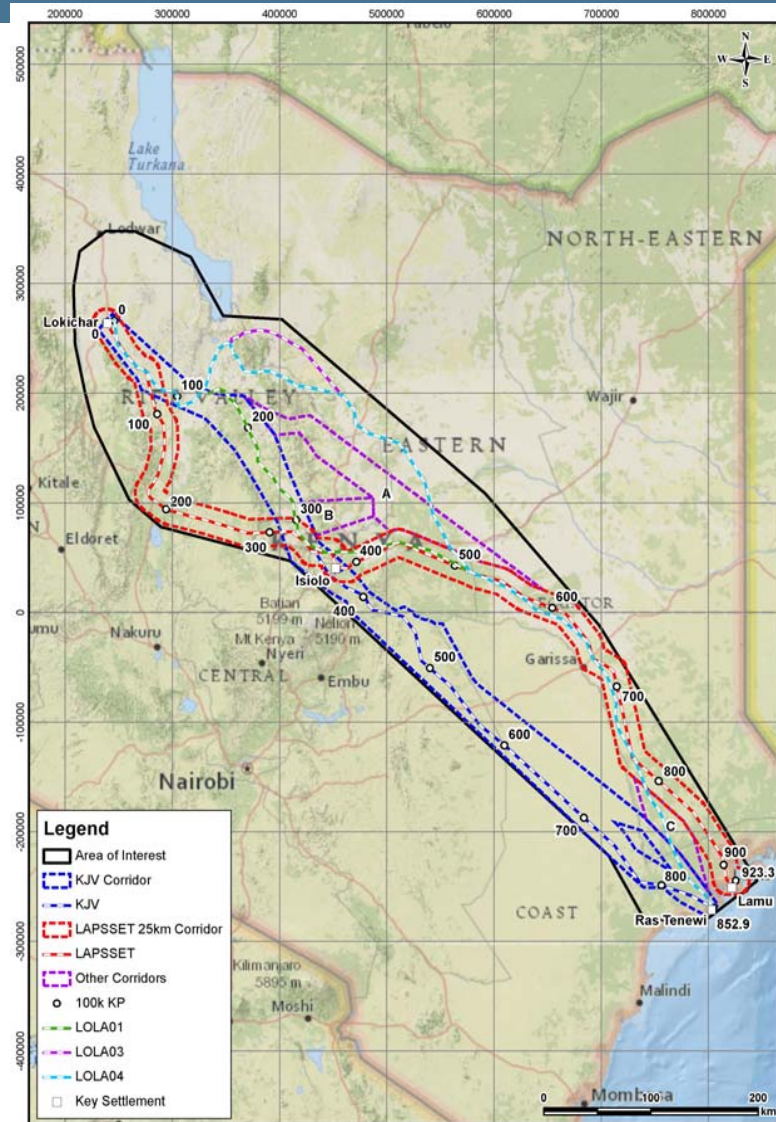 200000 300000 400000 500000 600000 700000 800000
N
W E
S
500000
400000
300000
200000
100000
0
-100000
-200000
-300000
-400000
Lake
Turkana
Lodwar
NORTH-EASTERN
Lokichar
0
0
100
100
RIFT VALLEY
200
Wajir
EASTERN
Kitale
200
A
300
B
Eldoret
300
KENYA
400
500
Isiolo
600
EQUATOR
400
Batian
5199 m
Nelion
5190 m
Mt Kenya
Nakuru
Nyeri
CENTRAL
Embu
500
Garissa
700
600
Nairobi
800
700
C
900
923.3
800
Lamu
Ras Tenewi
852.9
COAST
Malindi
Kilimanjaro
5895 m
Moshi
Mombasa
Legend
Area of Interest
KJV Corridor
KJV
LAPSSET 25km Corridor
LAPSSET
Other Corridors
100k KP
LOLA01
LOLA03
LOLA04
Key Settlement
0 100 200
km